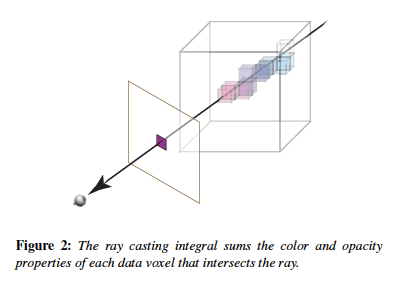 Figure 2: The ray casting integral sums the color and opacity
properties of each data voxel that intersects the ray.